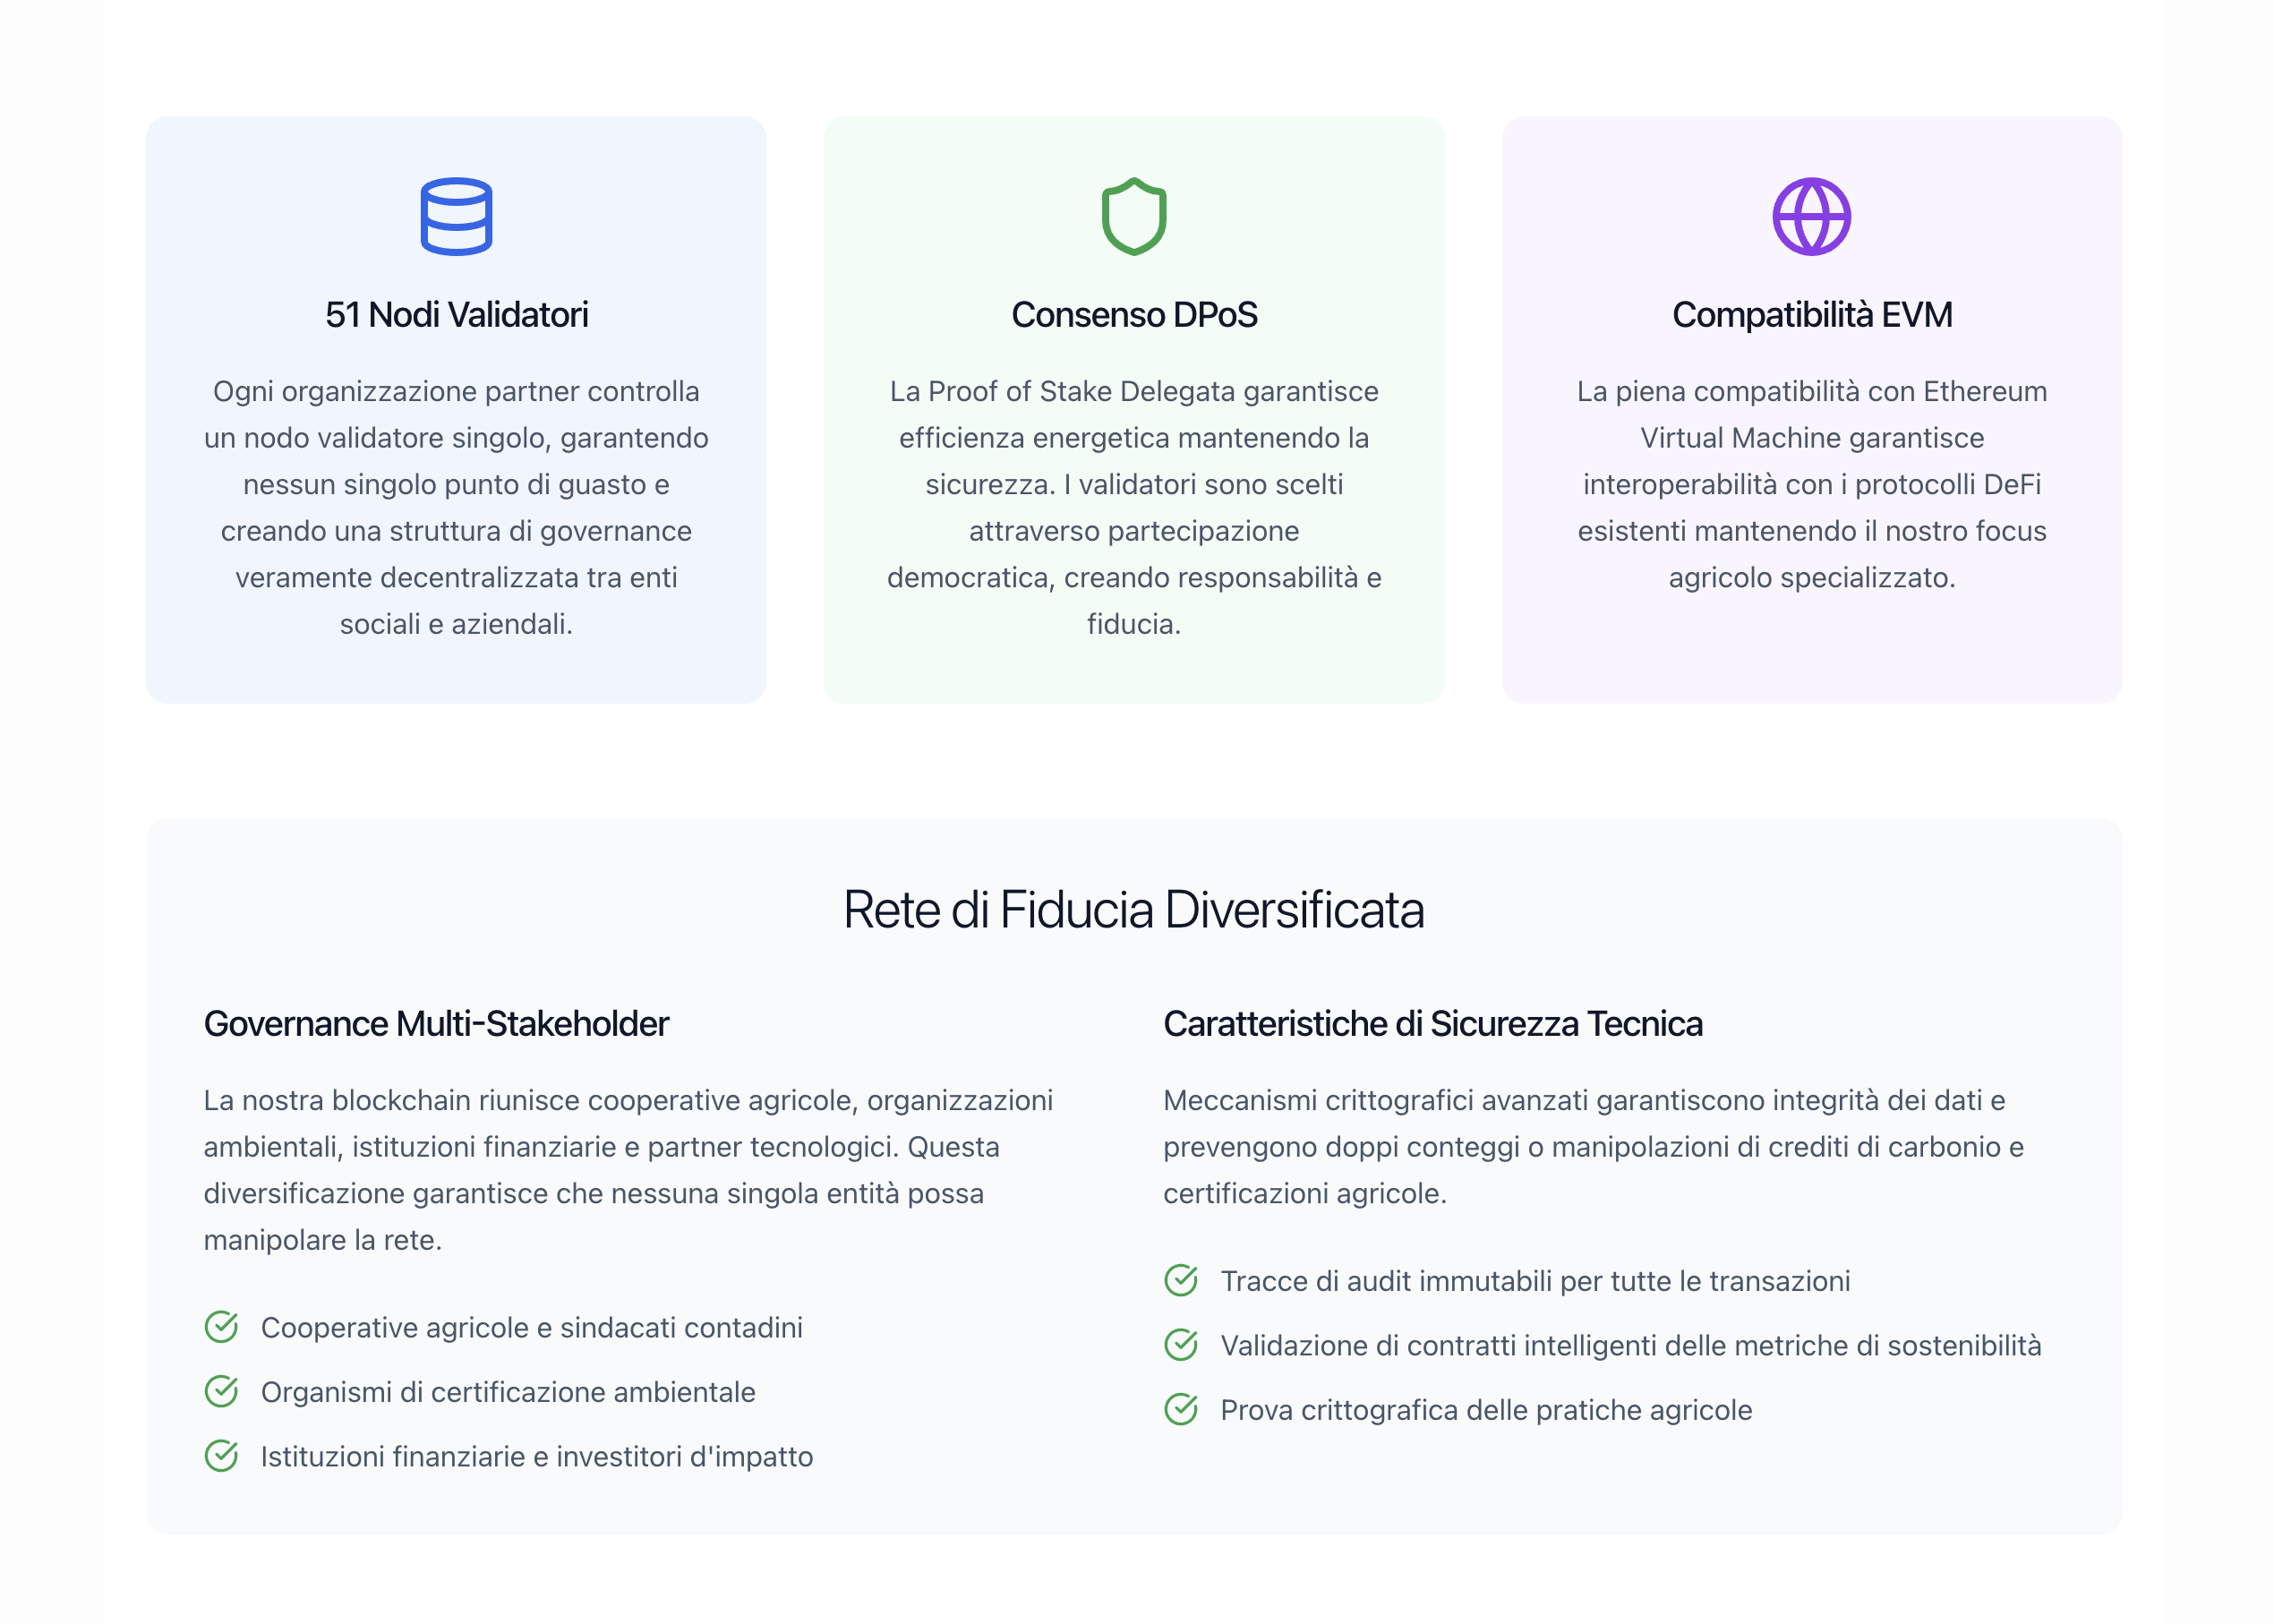 51 Nodi Validatori
Ogni organizzazione partner controlla
un nodo validatore singolo, garantendo
nessun singolo punto di guasto e
creando una struttura di governance
veramente decentralizzata tra enti
sociali e aziendali.
Consenso DPoS
La Proof of Stake Delegata garantisce
efficienza energetica mantenendo la
sicurezza. I validatori sono scelti
attraverso partecipazione
democratica, creando responsabilità e
fiducia.
Compatibilità EVM
La piena compatibilità con Ethereum
Virtual Machine garantisce
interoperabilità con i protocolli DeFi
esistenti mantenendo il nostro focus
agricolo specializzato.
Rete di Fiducia Diversificata
Governance Multi-Stakeholder
La nostra blockchain riunisce cooperative agricole, organizzazioni
ambientali, istituzioni finanziarie e partner tecnologici. Questa
diversificazione garantisce che nessuna singola entità possa
manipolare la rete.
Cooperative agricole e sindacati contadini
Organismi di certificazione ambientale
Istituzioni finanziarie e investitori d'impatto
Caratteristiche di Sicurezza Tecnica
Meccanismi crittografici avanzati garantiscono integrità dei dati e
prevengono doppi conteggi o manipolazioni di crediti di carbonio e
certificazioni agricole.
Tracce di audit immutabili per tutte le transazioni
Validazione di contratti intelligenti delle metriche di sostenibilità
Prova crittografica delle pratiche agricole